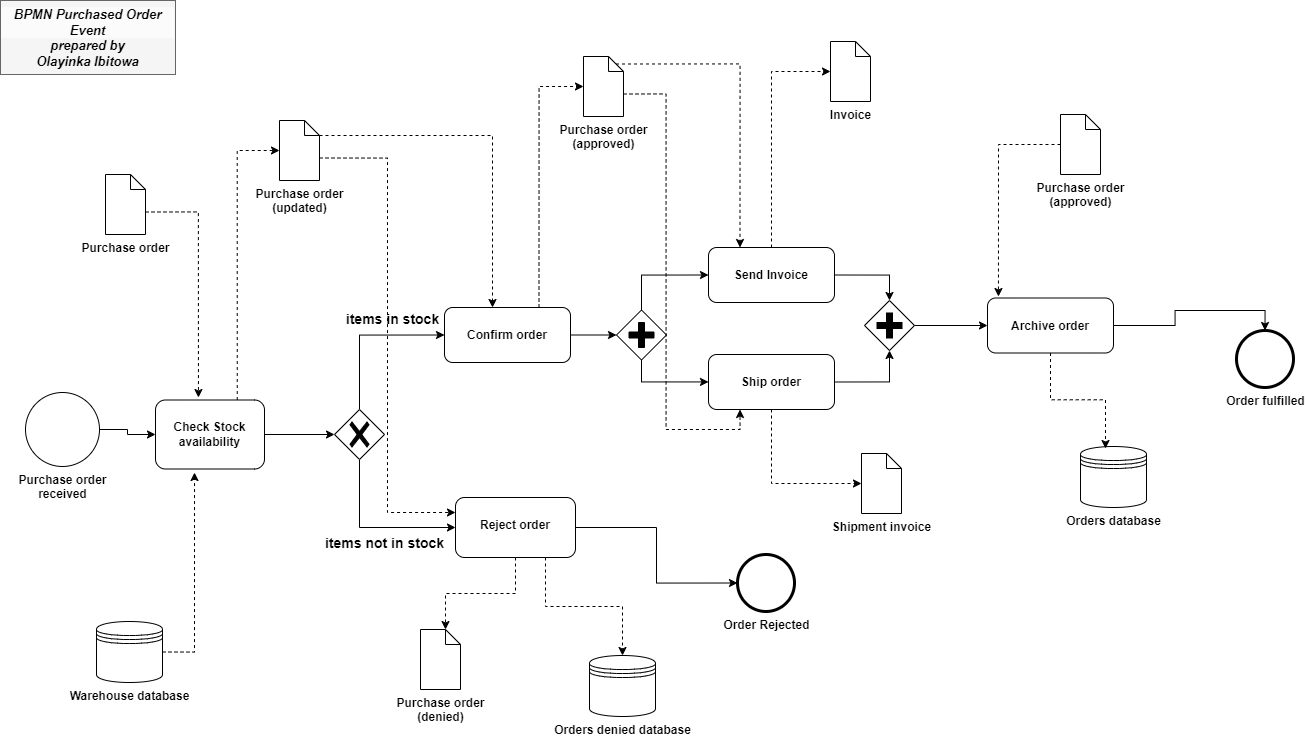 BPMN Purchased Order
Event
prepared by
Olayinka Ibitowa
Invoice
Purchase order
(approved)
Purchase order
(updated)
Purchase order
(approved)
Purchase order
Send Invoice
items in stock
Confirm order
Archive order
Ship order
Order fulfilled
Check Stock
availability
Purchase order
received
Reject order
items not in stock
Shipment invoice
Orders database
Order Rejected
Warehouse database
Purchase order
(denied)
Orders denied database